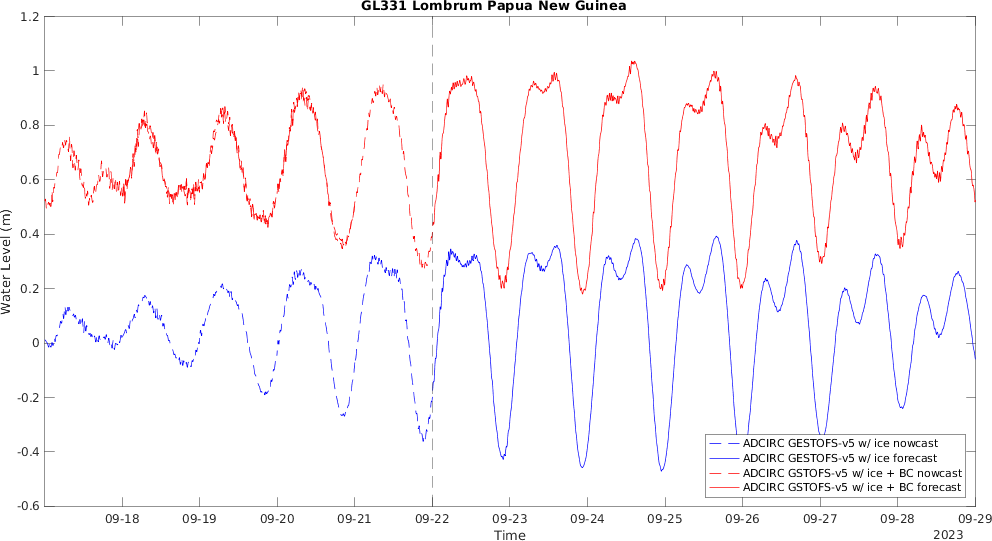 GL331 Lombrum Papua New Guinea
1.2
1
0.8
0.6
0.4
0.2
0
-0.2
-0.4
-0.6
Water Level (m)
ADCIRC GESTOFS-v5 w/ ice nowcast
ADCIRC GESTOFS-v5 w/ ice forecast
ADCIRC GSTOFS-v5 w/ ice + BC nowcast
ADCIRC GSTOFS-v5 w/ ice + BC forecast
09-18 09-19 09-20 09-21 09-22 09-23 09-24 09-25 09-26 09-27 09-28 09-29
Time
2023